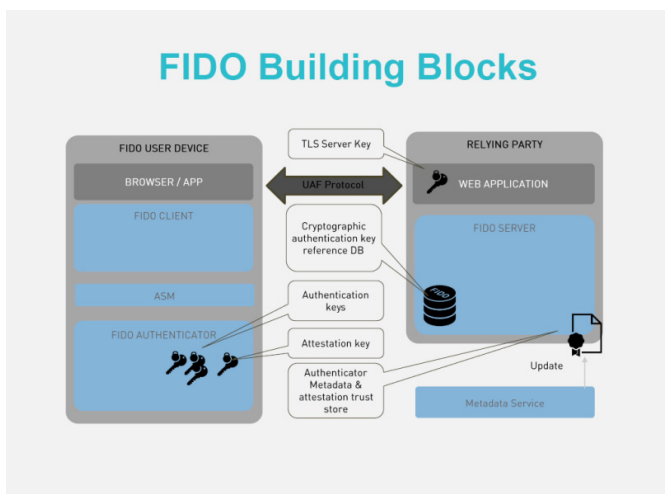 FIDO Building Blocks
FIDO USER DEVICE
BROWSER / APP
FIDO CLIENT
ASM
FIDO AUTHENTICATOR
TLS Server Key
UAF Protocol
Cryptographic
authentication key
reference DB
Authentication
keys
Attestation key
Authenticator
Metadata &
attestation trust
store
RELYING PARTY
WEB APPLICATION
FIDO SERVER
FIDO
Update
Metadata Service